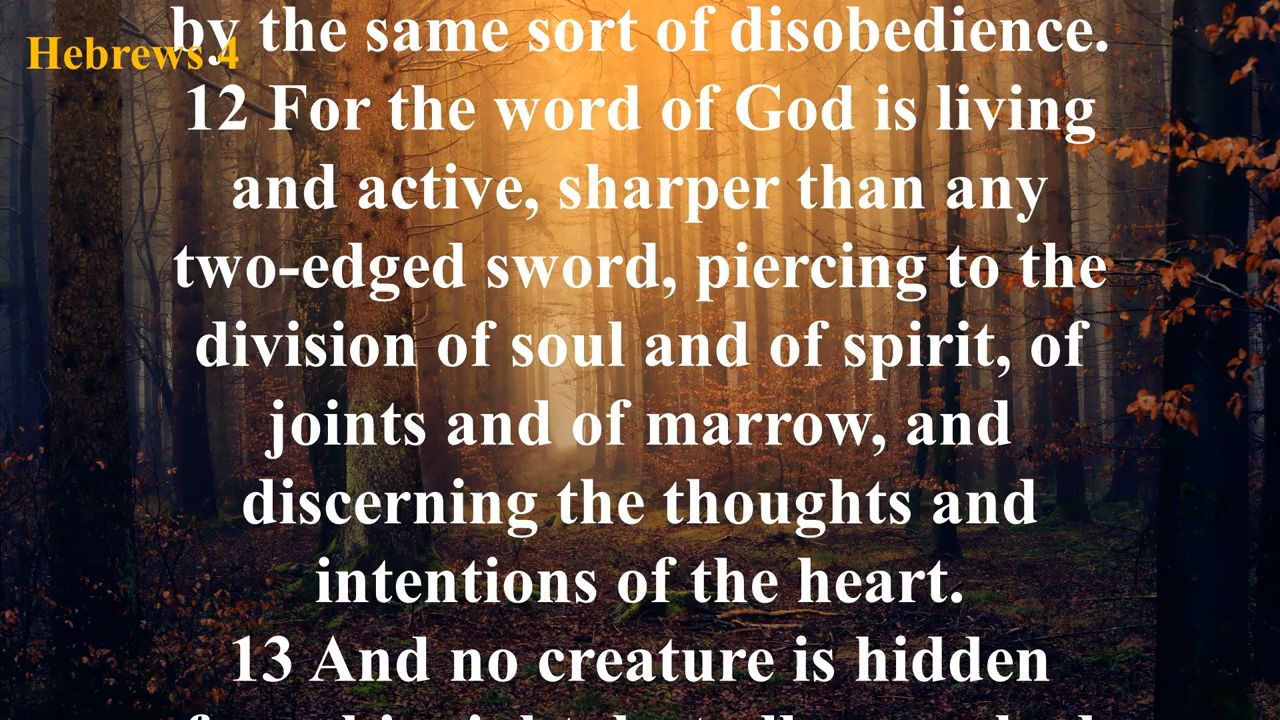 Hebrews 4
by the same sort of disobedience.
12 For the word of God is living
and active, sharper than any
two-edged sword, piercing to the
division of soul and of spirit, of
joints and of marrow, and
discerning the thoughts and
intentions of the heart.
13 And no creature is hidden